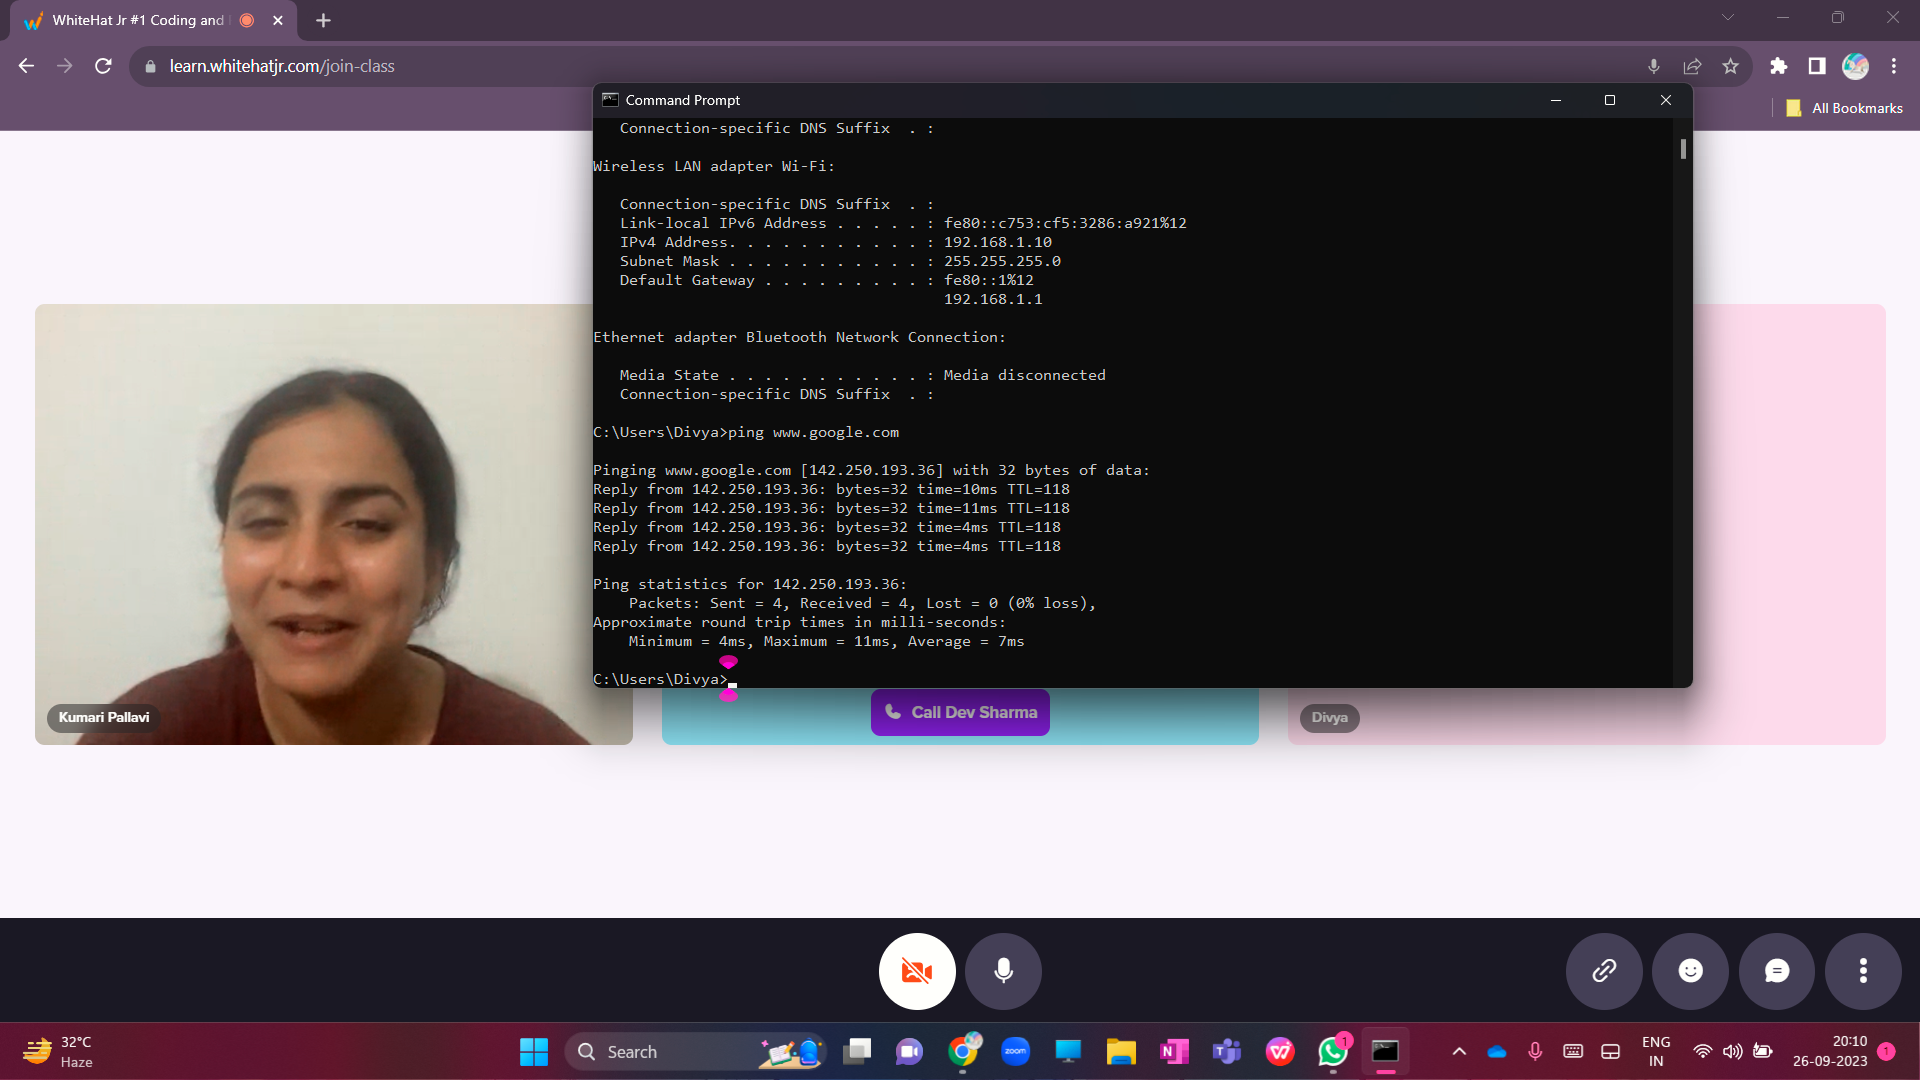 WhiteHat Jr #1 Coding and
learn.whitehatjr.com/join-class
All Bookmarks
Command Prompt
Connection-specific DNS Suffix  . :
Wireless LAN adapter Wi-Fi:
Connection-specific DNS Suffix  . :
Link-local IPv6 Address . . . . . : fe80::c753:cf5:3286:a921%12
IPv4 Address. . . . . . . . . . . : 192.168.1.10
Subnet Mask . . . . . . . . . . . : 255.255.255.0
Default Gateway . . . . . . . . . : fe80::1%12
192.168.1.1
Ethernet adapter Bluetooth Network Connection:
Media State . . . . . . . . . . . : Media disconnected
Connection-specific DNS Suffix  . :
C:\Users\Divya>ping www.google.com
Pinging www.google.com [142.250.193.36] with 32 bytes of data:
Reply from 142.250.193.36: bytes=32 time=10ms TTL=118
Reply from 142.250.193.36: bytes=32 time=11ms TTL=118
Reply from 142.250.193.36: bytes=32 time=4ms TTL=118
Reply from 142.250.193.36: bytes=32 time=4ms TTL=118
Ping statistics for 142.250.193.36:
Packets: Sent = 4, Received = 4, Lost = 0 (0% loss),
Approximate round trip times in milli-seconds:
Minimum = 4ms, Maximum = 11ms, Average = 7ms
C:\Users\Divya>
Kumari Pallavi
Call Dev Sharma
Divya
32°C
Haze
Search
zoom
1
ENG
IN
20:10
26-09-2023
1